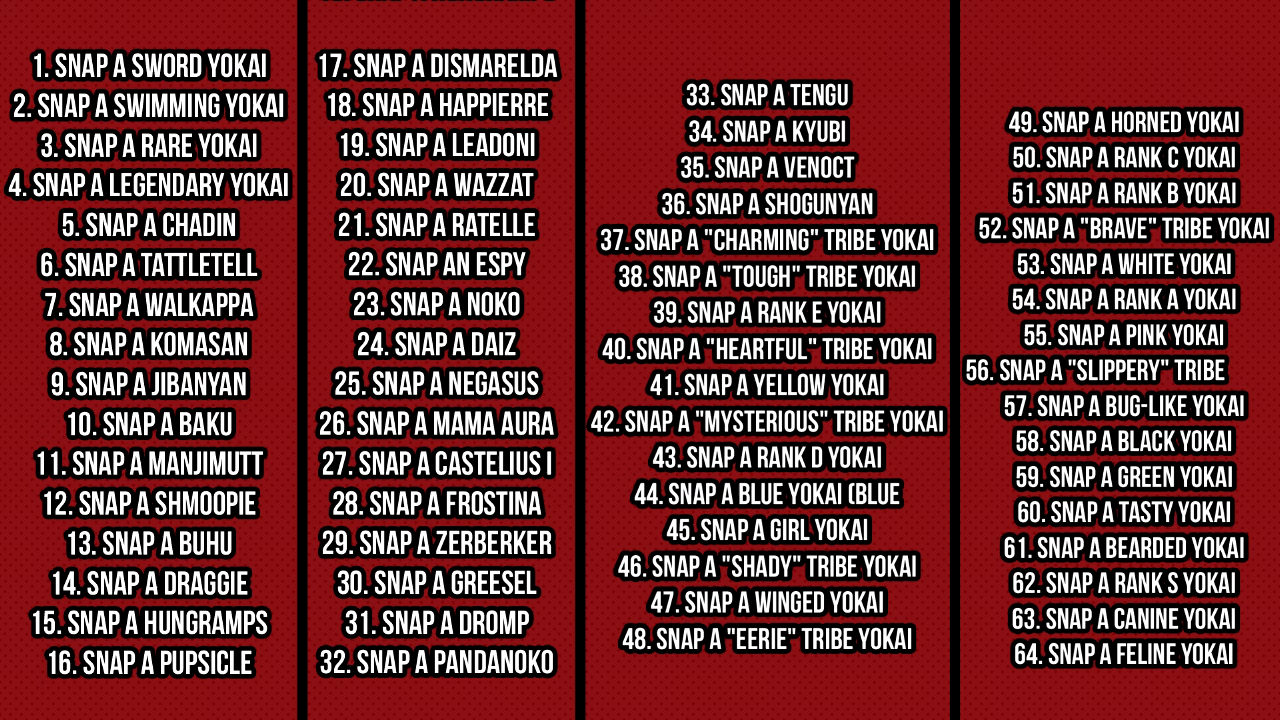 1. SNAP A SWORD YOKAI
2. SNAP A SWIMMING YOKAI
3. SNAP A RARE YOKAI
4. SNAP A LEGENDARY YOKAI
5. SNAP A CHADIN
6. SNAP A TATTLETELL
7. SNAP A WALKAPPA
8. SNAP A KOMASAN
9. SNAP A JIBANYAN
10. SNAP A BAKU
11. SNAP A MANJIMUTT
12. SNAP A SHMOOPIE
13. SNAP A BUHU
14. SNAP A DRAGGIE
15. SNAP A HUNGRAMPS
16. SNAP A PUPSICLE
17. SNAP A DISMARELDA
18. SNAP A HAPPIERRE
19. SNAP A LEADONI
20. SNAP A WAZZAT
21. SNAP A RATELLE
22. SNAP AN ESPY
23. SNAP A NOKO
24. SNAP A DAIZ
25. SNAP A NEGASUS
26. SNAP A MAMA AURA
27. SNAP A CASTELIUS I
28. SNAP A FROSTINA
29. SNAP A ZERBERKER
30. SNAP A GREESEL
31. SNAP A DROMP
32. SNAP A PANDANOKO
33. SNAP A TENGU
34. SNAP A KYUBI
35. SNAP A VENOCT
36. SNAP A SHOGUNYAN
37. SNAP A "CHARMING" TRIBE YOKAI
38. SNAP A "TOUGH" TRIBE YOKAI
39. SNAP A RANK E YOKAI
40. SNAP A "HEARTFUL" TRIBE YOKAI
41. SNAP A YELLOW YOKAI
42. SNAP A "MYSTERIOUS" TRIBE YOKAI
43. SNAP A RANK D YOKAI
44. SNAP A BLUE YOKAI (BLUE
45. SNAP A GIRL YOKAI
46. SNAP A "SHADY" TRIBE YOKAI
47. SNAP A WINGED YOKAI
48. SNAP A "EERIE" TRIBE YOKAI
49. SNAP A HORNED YOKAI
50. SNAP A RANK C YOKAI
51. SNAP A RANK B YOKAI
52. SNAP A "BRAVE" TRIBE YOKAI
53. SNAP A WHITE YOKAI
54. SNAP A RANK A YOKAI
55. SNAP A PINK YOKAI
56. SNAP A "SLIPPERY" TRIBE
57. SNAP A BUG-LIKE YOKAI
58. SNAP A BLACK YOKAI
59. SNAP A GREEN YOKAI
60. SNAP A TASTY YOKAI
61. SNAP A BEARDED YOKAI
62. SNAP A RANK S YOKAI
63. SNAP A CANINE YOKAI
64. SNAP A FELINE YOKAI